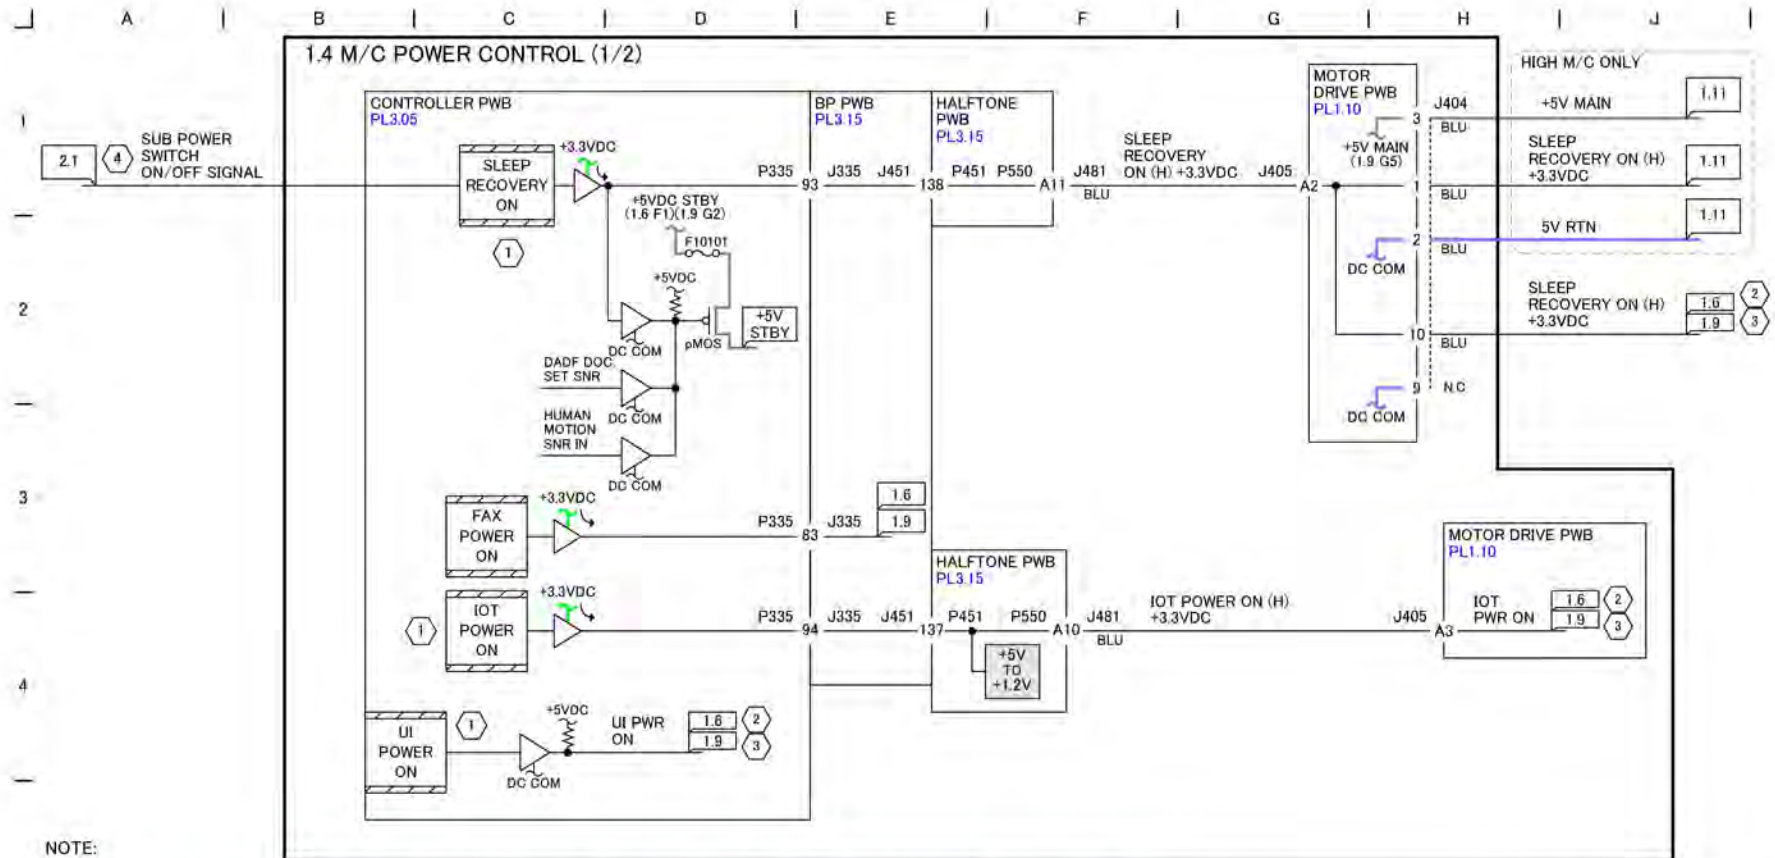 A B C D E F G H J
1.4 M/C POWER CONTROL (1/2)
HIGH M/C ONLY
CONTROLLER PWB
PL3.05
BP PWB
PL3.15
HALFTONE
PWB
PL3.15
MOTOR
DRIVE PWB
PL1.10
1
2.1
4
SUB POWER
SWITCH
ON/OFF SIGNAL
SLEEP
RECOVERY
ON
+3.3VDC
1
P335
93
J335
J451
138
P451
P550
A11
J481
BLU
SLEEP
RECOVERY
ON (H) +3.3VDC
J405
A2
+5V MAIN
(1.9 G5)
3
J404
BLU
+5V MAIN
1.11
1
BLU
SLEEP
RECOVERY ON (H)
+3.3VDC
1.11
2
BLU
5V RTN
1.11
DC COM
+5VDC STBY
(1.6 F1)(1.9 G2)
F10101
+5VDC
pMOS
+5V
STBY
DC COM
2
10
BLU
SLEEP
RECOVERY ON (H)
+3.3VDC
1.6
2
1.9
3
9
N.C
DC COM
DADF DOC
SET SNR
DC COM
HUMAN
MOTION
SNR IN
DC COM
3
FAX
POWER
ON
+3.3VDC
P335
83
J335
1.6
1.9
HALFTONE PWB
PL3.15
MOTOR DRIVE PWB
PL1.10
1
IOT
POWER
ON
+3.3VDC
P335
94
J335
J451
137
P451
P550
A10
J481
BLU
IOT POWER ON (H)
+3.3VDC
J405
A3
IOT
PWR ON
1.6
2
1.9
3
+5V
TO
+1.2V
4
UI
POWER
ON
1
DC COM
+5VDC
UI PWR
ON
1.6
2
1.9
3
NOTE: